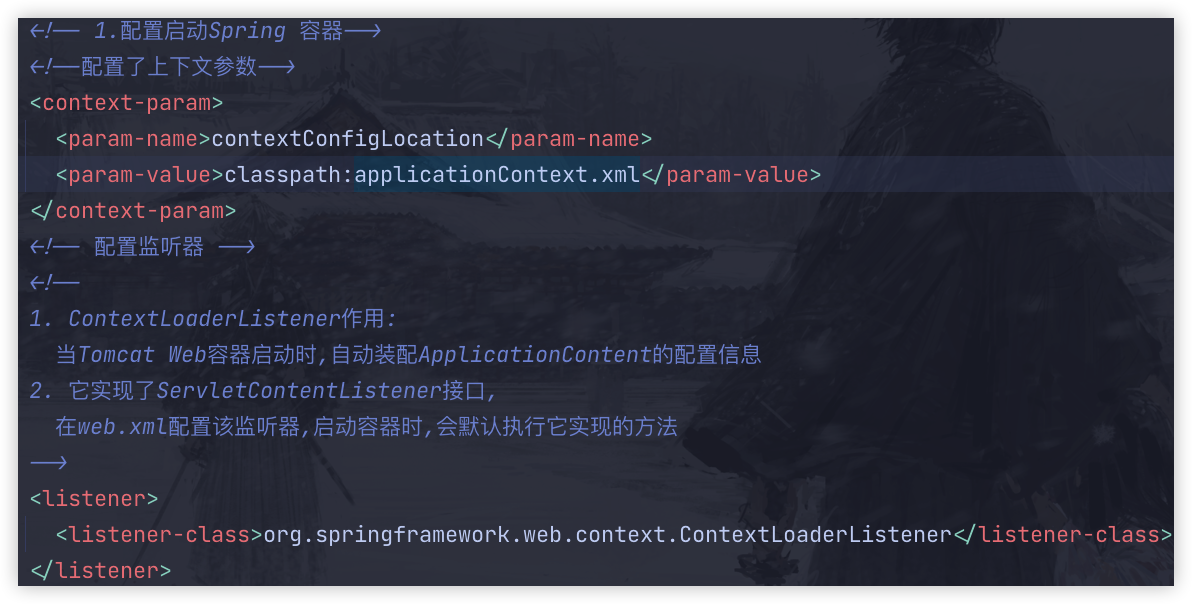 <!-- 1.配置启动Spring 容器-->
<!--配置了上下文参数-->
<context-param>
  <param-name>contextConfigLocation</param-name>
  <param-value>classpath:applicationContext.xml</param-value>
</context-param>
<!-- 配置监听器 -->
<!--
1. ContextLoaderListener作用:
  当Tomcat Web容器启动时,自动装配ApplicationContent的配置信息
2. 它实现了ServletContentListener接口,
  在web.xml配置该监听器,启动容器时,会默认执行它实现的方法
-->
<listener>
  <listener-class>org.springframework.web.context.ContextLoaderListener</listener-class>
</listener>